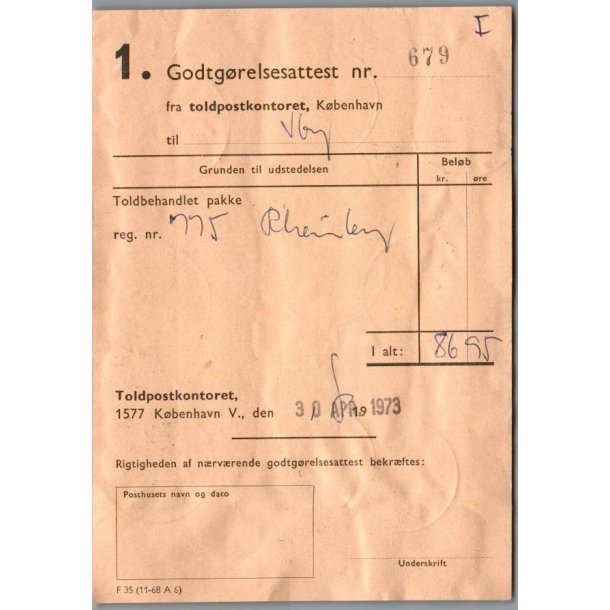 I
1. Godtgørelsesattest nr. 679
fra toldpostkontoret, København
til Vby
Grunden til udstedelsen
Beløb
kr. øre
Toldbehandlet pakke
reg. nr. 775
I alt: 86 95
Toldpostkontoret,
1577 København V., den 30 APR. 19 1973
Rigtigheden af nærværende godtgørelsesattest bekræftes:
Posthusets navn og dato
Underskrift
F 35 (11-68 A 6)